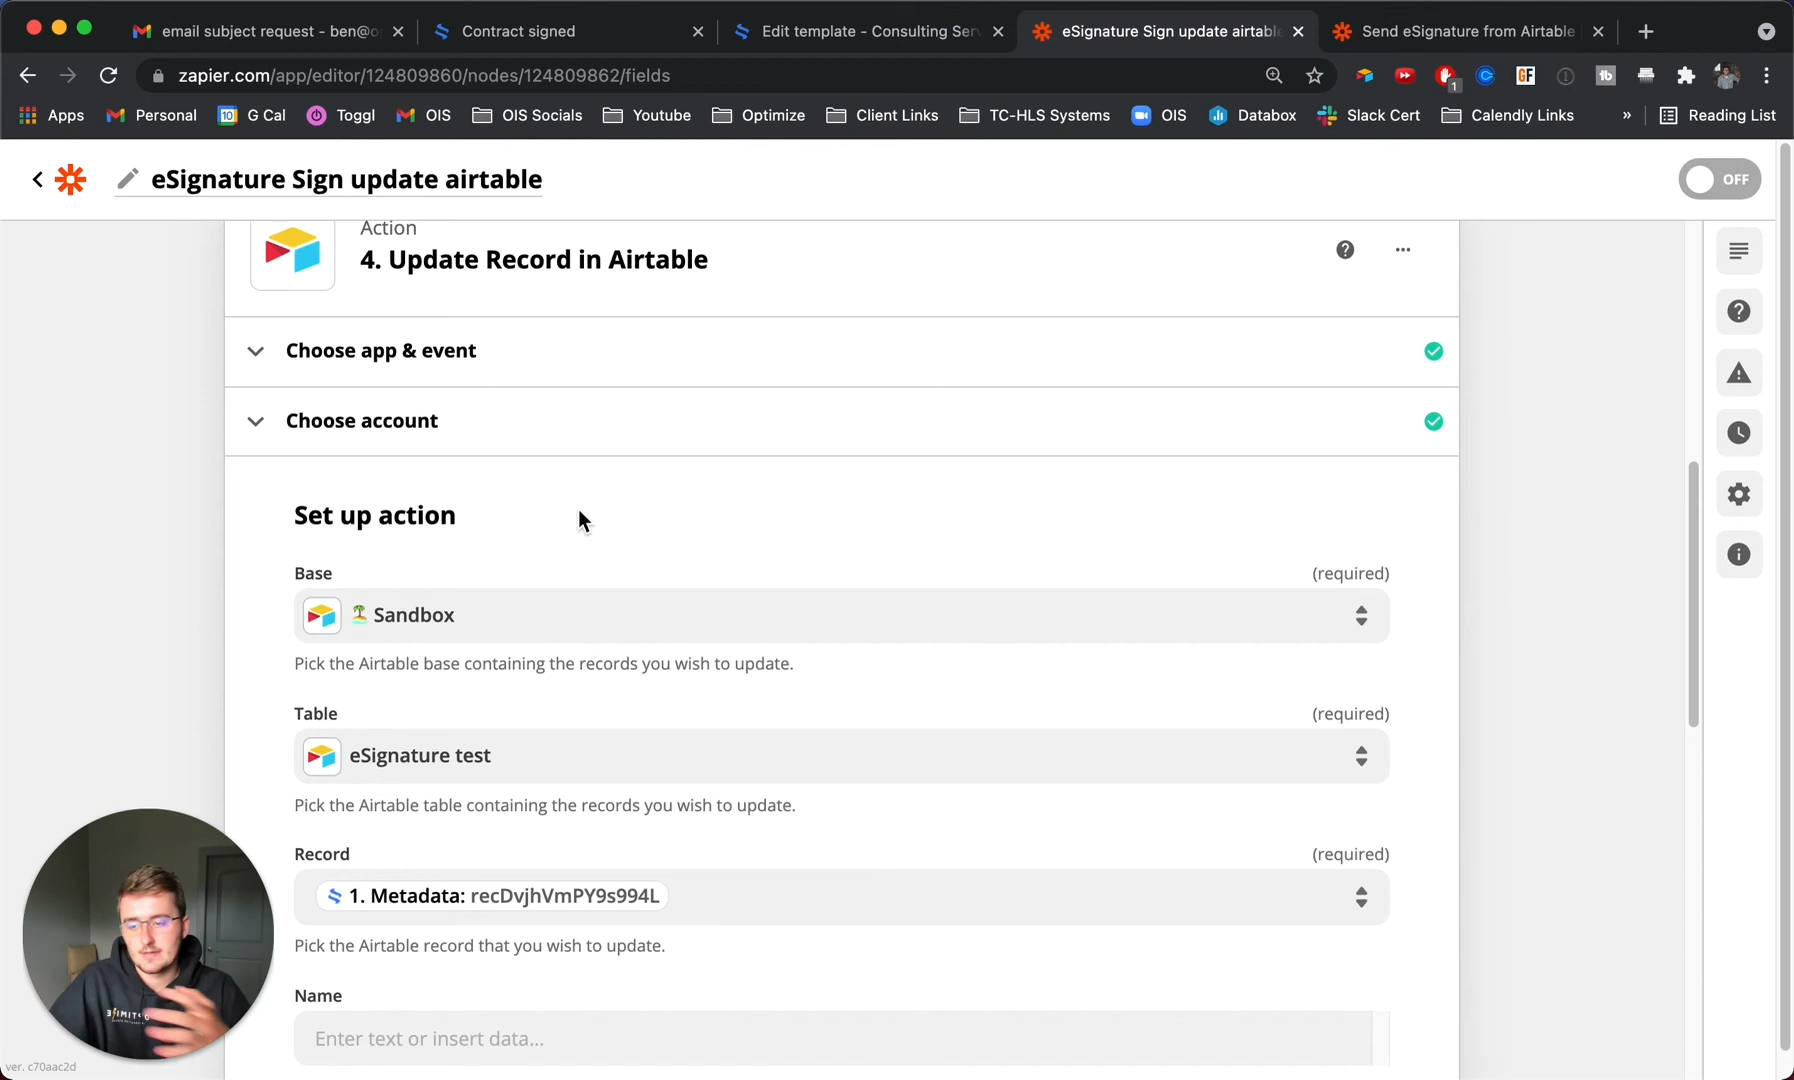 email subject request - ben@o
Contract signed
Edit template - Consulting Serv
eSignature Sign update airtable
Send eSignature from Airtable
zapier.com/app/editor/124809860/nodes/124809862/fields
1
GF
tb
Apps
Personal
10
G Cal
Toggl
OIS
OIS Socials
Youtube
Optimize
Client Links
TC-HLS Systems
OIS
Databox
Slack Cert
Calendly Links
»
Reading List
eSignature Sign update airtable
OFF
Action
4. Update Record in Airtable
Choose app & event
Choose account
Set up action
Base
(required)
Sandbox
Pick the Airtable base containing the records you wish to update.
Table
(required)
eSignature test
Pick the Airtable table containing the records you wish to update.
Record
(required)
1. Metadata: recDvjhVmPY9s994L
Pick the Airtable record that you wish to update.
Name
Enter text or insert data...
ver. c70aac2d